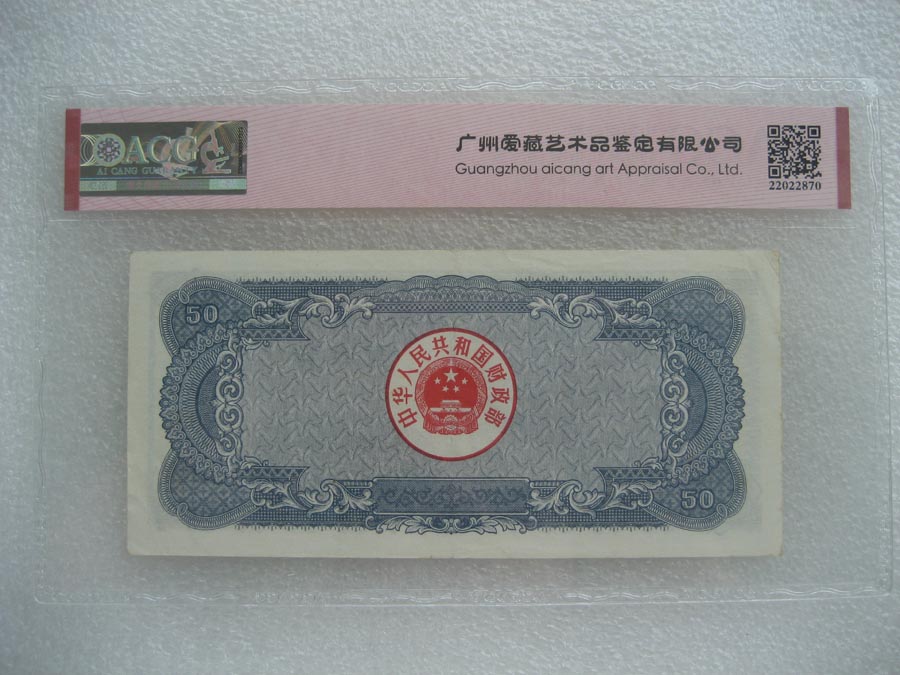 ACG
AI CANG GU
广州爱藏艺术品鉴定有限公司
Guangzhou aicang art Appraisal Co., Ltd.
22022870
50
中华人民共和国财政部
50